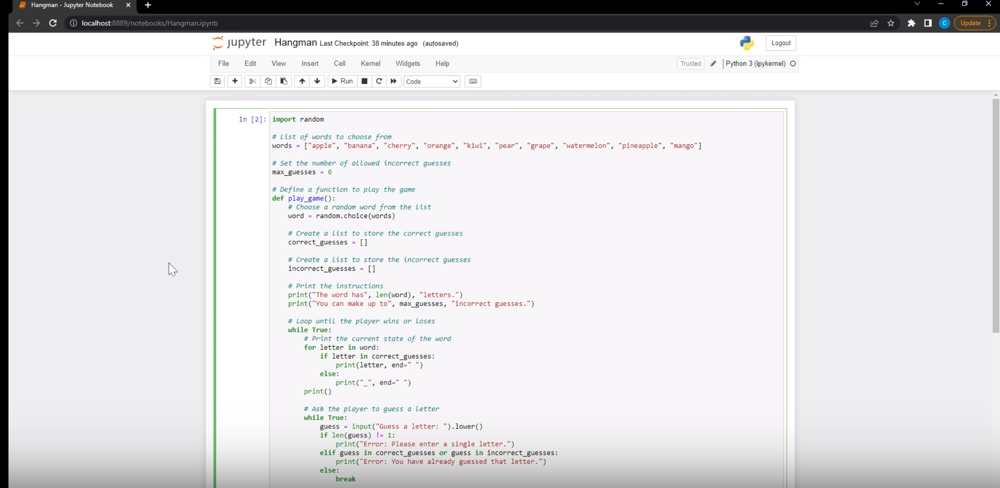 Hangman - Jupyter Notebook
localhost:8889/notebooks/Hangman.ipynb
C
Update
jupyter Hangman Last Checkpoint: 38 minutes ago (autosaved)
Logout
File Edit View Insert Cell Kernel Widgets Help
Trusted
Python 3 (ipykernel)
Run
Code
In [2]:
import random

# List of words to choose from
words = ["apple", "banana", "cherry", "orange", "kiwi", "pear", "grape", "watermelon", "pineapple", "mango"]

# Set the number of allowed incorrect guesses
max_guesses = 6

# Define a function to play the game
def play_game():
    # Choose a random word from the list
    word = random.choice(words)

    # Create a list to store the correct guesses
    correct_guesses = []

    # Create a list to store the incorrect guesses
    incorrect_guesses = []

    # Print the instructions
    print("The word has", len(word), "letters.")
    print("You can make up to", max_guesses, "incorrect guesses.")

    # Loop until the player wins or loses
    while True:
        # Print the current state of the word
        for letter in word:
            if letter in correct_guesses:
                print(letter, end=" ")
            else:
                print("_", end=" ")
        print()

        # Ask the player to guess a letter
        while True:
            guess = input("Guess a letter: ").lower()
            if len(guess) != 1:
                print("Error: Please enter a single letter.")
            elif guess in correct_guesses or guess in incorrect_guesses:
                print("Error: You have already guessed that letter.")
            else:
                break